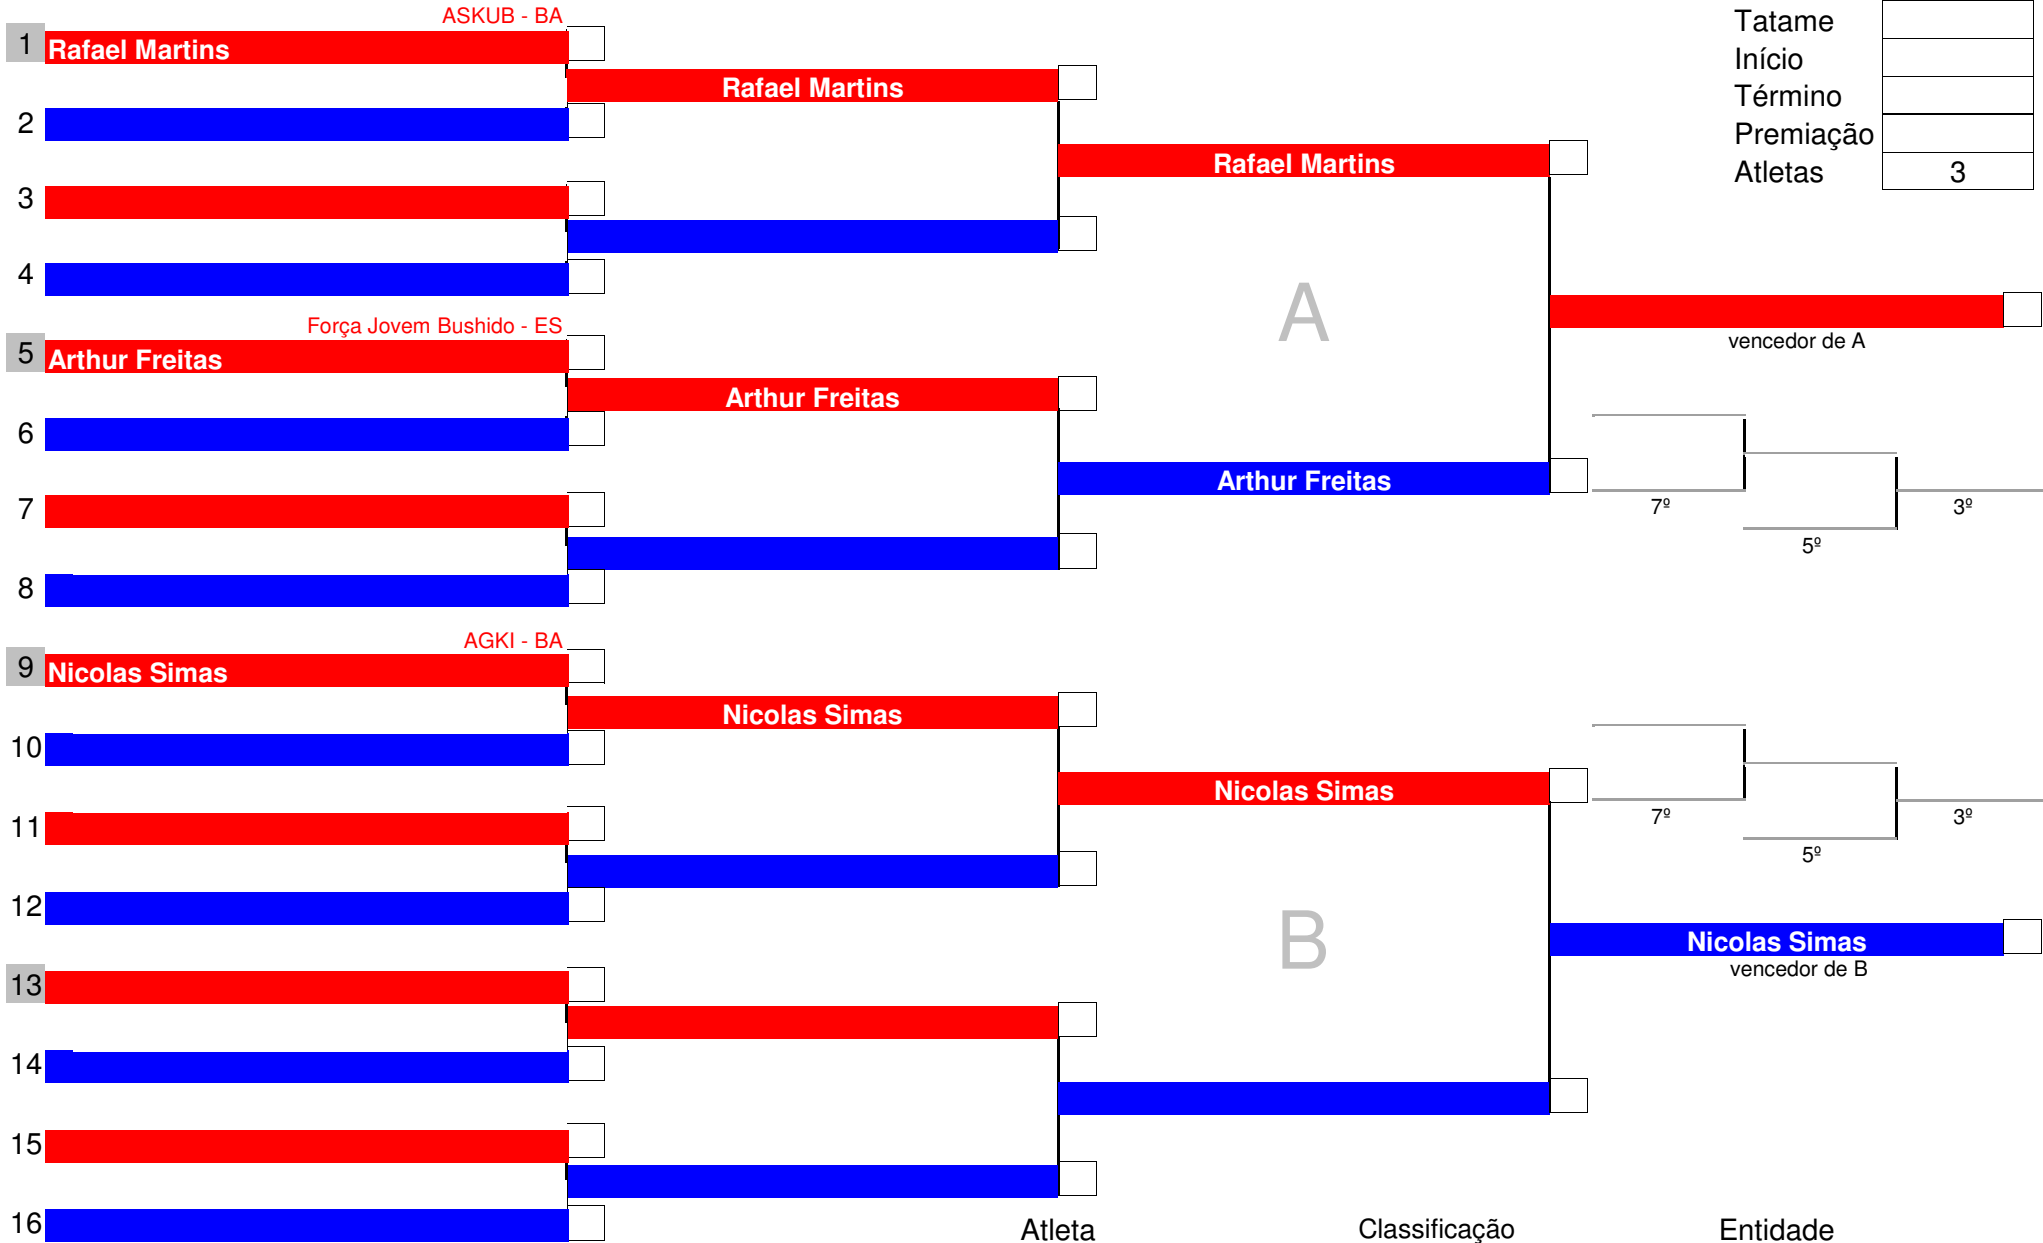 ASKUB - BA
1 Rafael Martins
Rafael Martins
2
Rafael Martins
3
4
A
Força Jovem Bushido - ES
5 Arthur Freitas
Arthur Freitas
6
Arthur Freitas
7
8
vencedor de A
7º
5º
3º
AGKI - BA
9 Nicolas Simas
Nicolas Simas
10
Nicolas Simas
11
12
B
13
14
15
16
7º
5º
3º
Nicolas Simas
vencedor de B
Tatame
Início
Término
Premiação
Atletas 3
Atleta Classificação Entidade